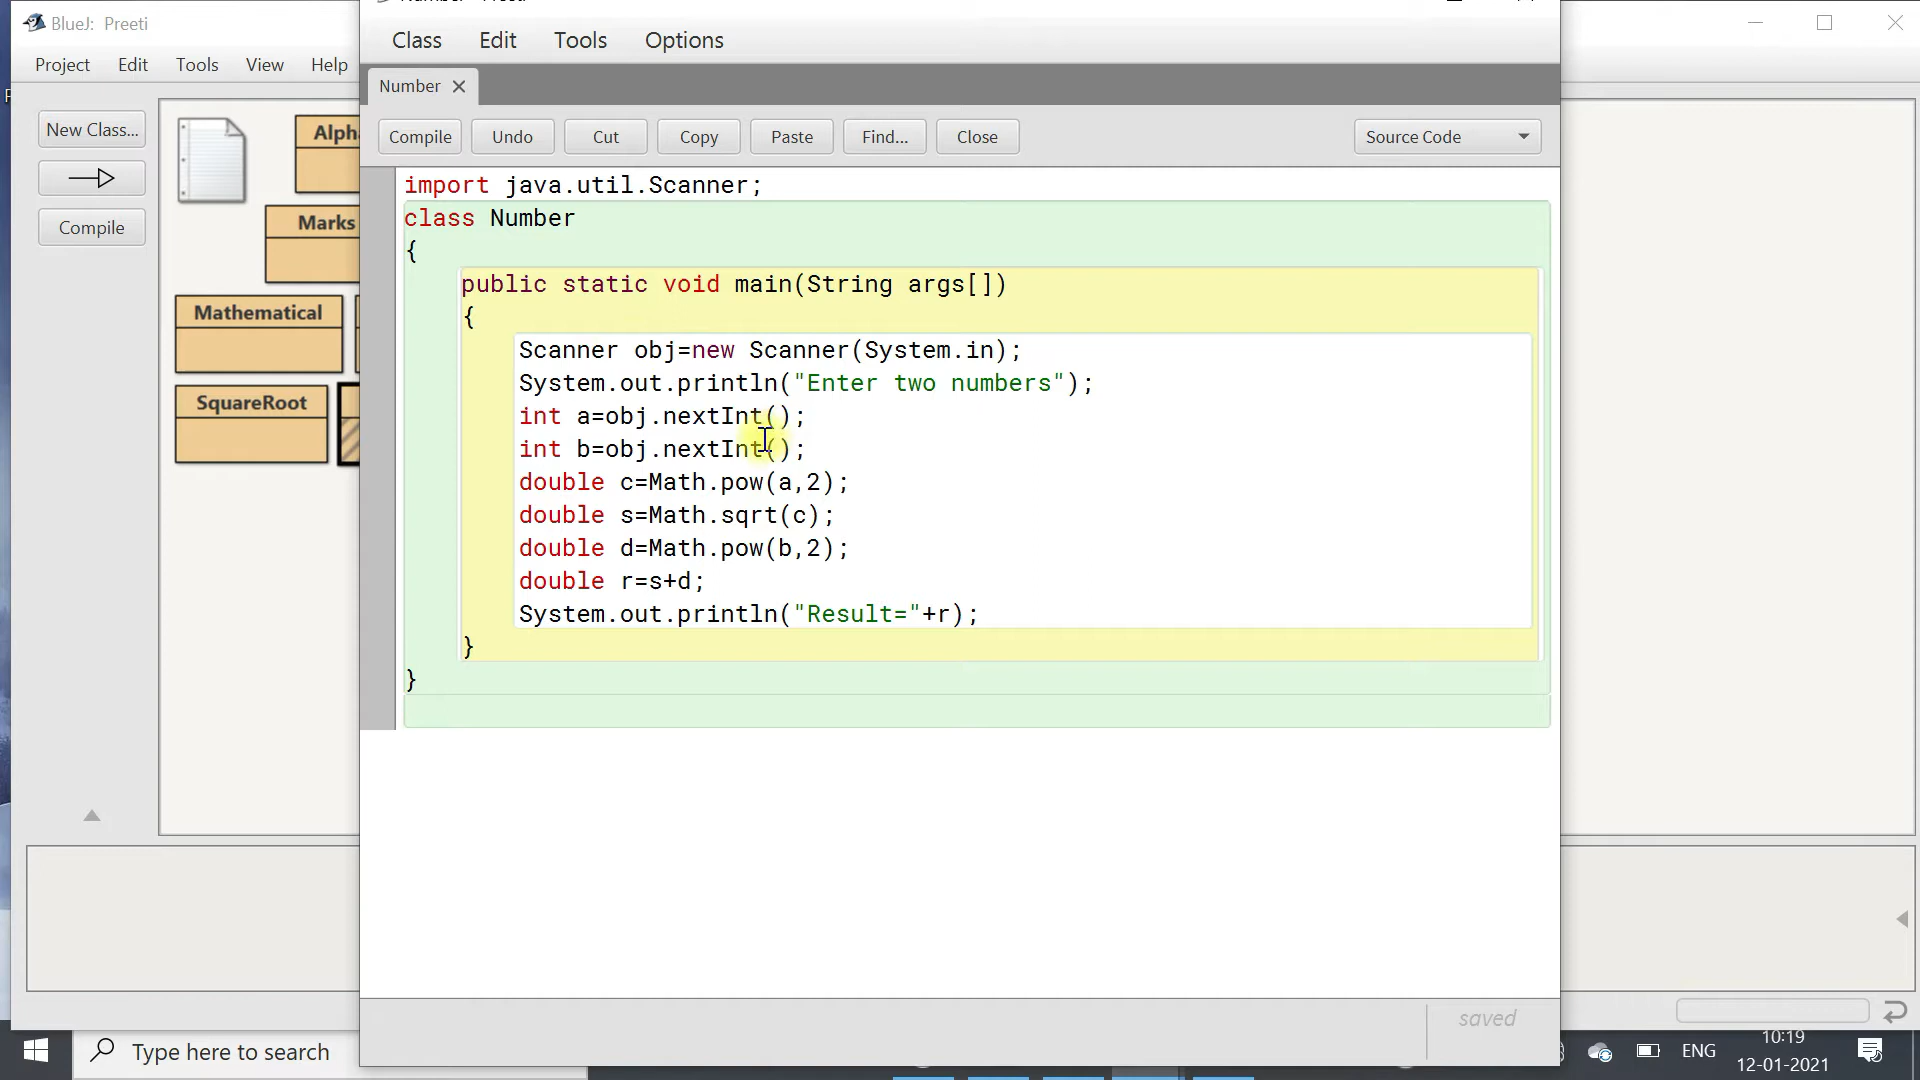 BlueJ: Preeti
Project Edit Tools View Help
New Class...
Compile
Marks
Mathematical
SquareRoot
Class Edit Tools Options
Number
Compile Undo Cut Copy Paste Find... Close Source Code
import java.util.Scanner;
class Number
{
public static void main(String args[])
{
Scanner obj=new Scanner(System.in);
System.out.println("Enter two numbers");
int a=obj.nextInt();
int b=obj.nextInt();
double c=Math.pow(a,2);
double s=Math.sqrt(c);
double d=Math.pow(b,2);
double r=s+d;
System.out.println("Result="+r);
}
}
saved
Type here to search
ENG
10:19
12-01-2021